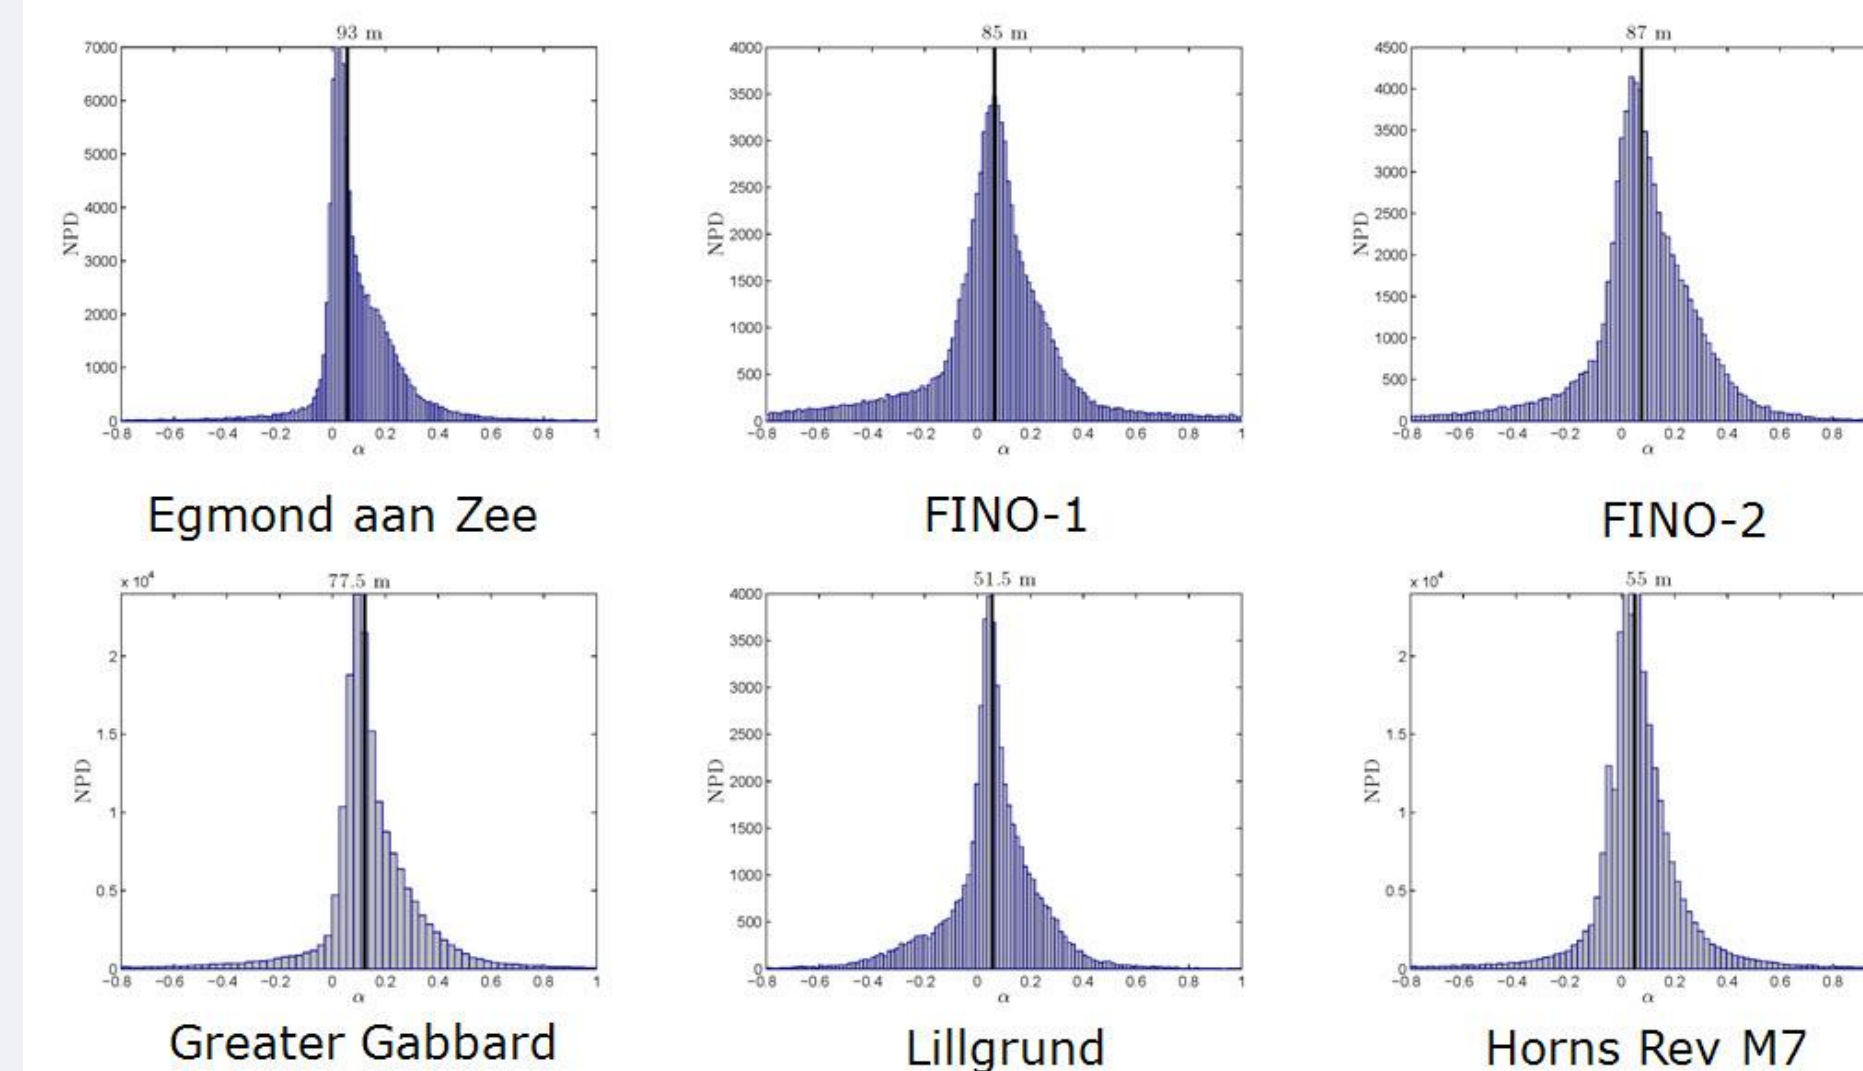 93 m
7000
6000
5000
4000
3000
2000
1000
0
NPD
−0.8 −0.6 −0.4 −0.2 0 0.2 0.4 0.6 0.8 1
α
Egmond aan Zee
85 m
4000
3500
3000
2500
2000
1500
1000
500
0
NPD
−0.8 −0.6 −0.4 −0.2 0 0.2 0.4 0.6 0.8 1
α
FINO-1
87 m
4500
4000
3500
3000
2500
2000
1500
1000
500
0
NPD
−0.8 −0.6 −0.4 −0.2 0 0.2 0.4 0.6 0.8
α
FINO-2
x 10⁴
77.5 m
2
1.5
1
0.5
0
NPD
−0.8 −0.6 −0.4 −0.2 0 0.2 0.4 0.6 0.8 1
α
Greater Gabbard
51.5 m
4000
3500
3000
2500
2000
1500
1000
500
0
NPD
−0.8 −0.6 −0.4 −0.2 0 0.2 0.4 0.6 0.8 1
α
Lillgrund
x 10⁴
55 m
2
1.5
1
0.5
0
NPD
−0.8 −0.6 −0.4 −0.2 0 0.2 0.4 0.6 0.8
α
Horns Rev M7